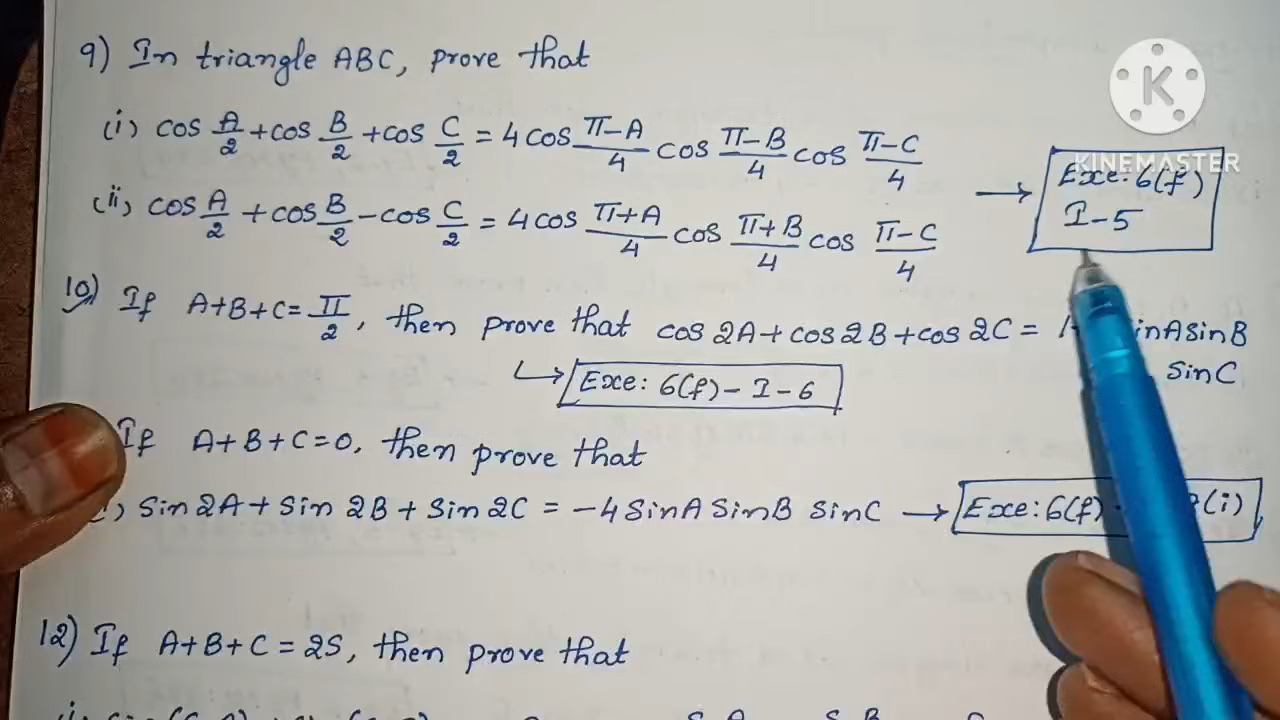 9) In triangle ABC, prove that
(i) cos A/2 + cos B/2 + cos C/2 = 4 cos π-A/4 cos π-B/4 cos π-C/4
(ii) cos A/2 + cos B/2 - cos C/2 = 4 cos π+A/4 cos π+B/4 cos π-C/4
K
KINEMASTER
→ Exe: 6(f)
I-5
10) If A+B+C = π/2, then prove that cos 2A + cos 2B + cos 2C = sinA sinB
sinC
Exe: 6(f) - I - 6
If A+B+C = 0, then prove that
) Sin 2A + Sin 2B + Sin 2C = -4 SinA SinB SinC → Exe: 6(f) (i)
12) If A+B+C = 2S, then prove that